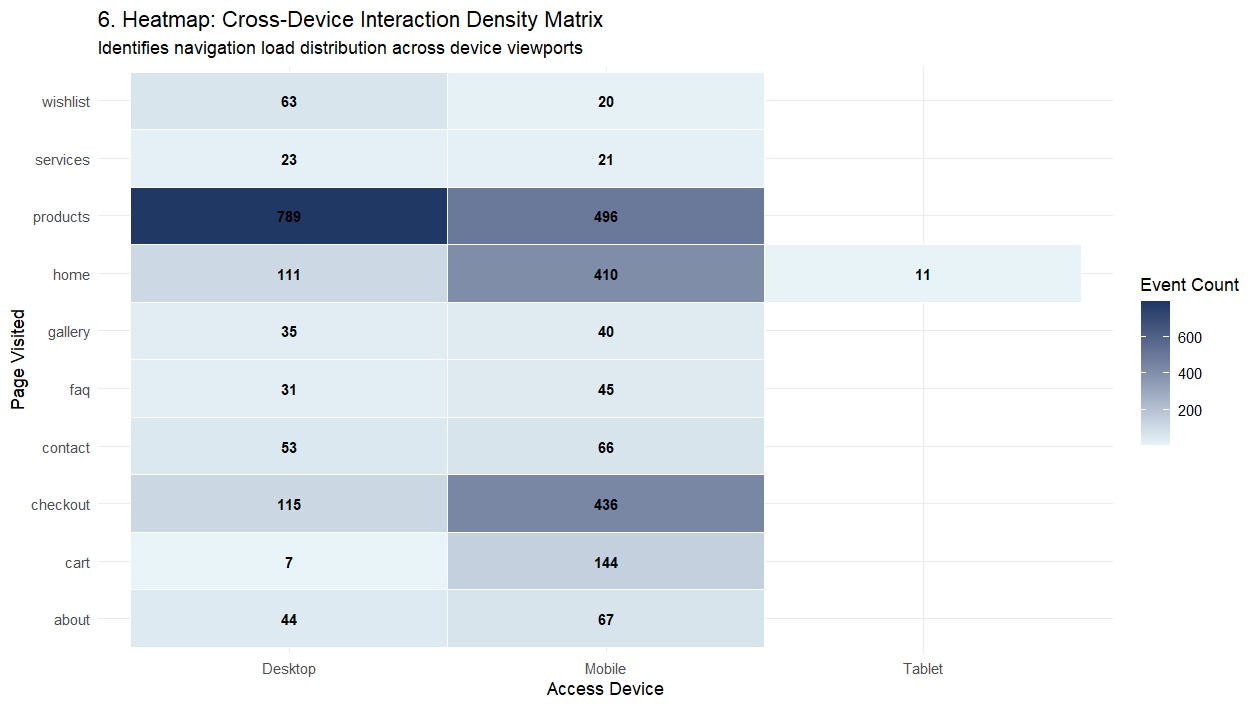 6. Heatmap: Cross-Device Interaction Density Matrix
Identifies navigation load distribution across device viewports
Page Visited
wishlist 63 20
services 23 21
products 789 496
home 111 410 11
gallery 35 40
faq 31 45
contact 53 66
checkout 115 436
cart 7 144
about 44 67
Desktop Mobile Tablet
Access Device
Event Count
600
400
200